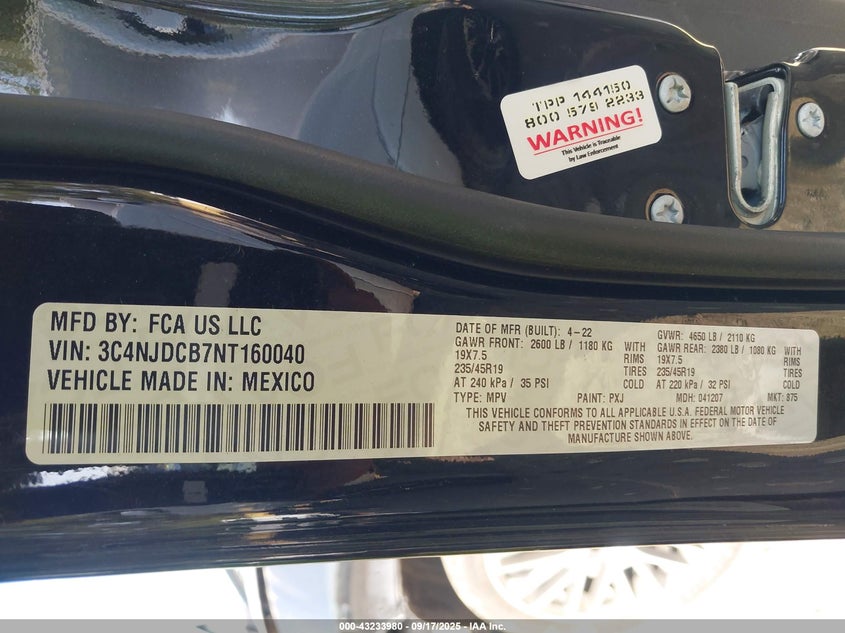 TPP 144150
800 579 2233
WARNING!
This Vehicle is Traceable
by Law Enforcement
MFD BY: FCA US LLC
VIN: 3C4NJDCB7NT160040
VEHICLE MADE IN: MEXICO
DATE OF MFR (BUILT): 4-22 GVWR: 4650 LB / 2110 KG
GAWR FRONT: 2600 LB / 1180 KG GAWR REAR: 2380 LB / 1080 KG
19X7.5 RIMS 19X7.5 RIMS
235/45R19 TIRES 235/45R19 TIRES
AT 240 kPa / 35 PSI COLD AT 220 kPa / 32 PSI COLD
TYPE: MPV PAINT: PXJ MDH: 041207 MKT: 875
THIS VEHICLE CONFORMS TO ALL APPLICABLE U.S.A. FEDERAL MOTOR VEHICLE
SAFETY AND THEFT PREVENTION STANDARDS IN EFFECT ON THE DATE OF
MANUFACTURE SHOWN ABOVE.
000-43233980 - 09/17/2025 - IAA Inc.